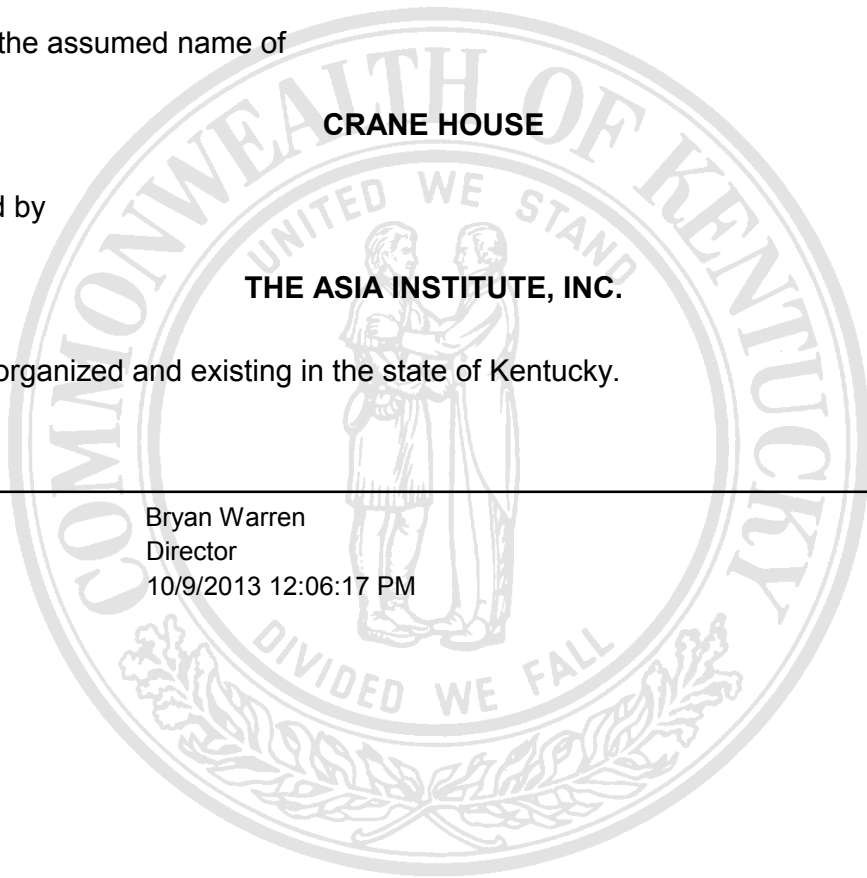 the assumed name of
CRANE HOUSE
d by
THE ASIA INSTITUTE, INC.
organized and existing in the state of Kentucky.
Bryan Warren
Director
10/9/2013 12:06:17 PM
COMMONWEALTH OF KENTUCKY
UNITED WE STAND
DIVIDED WE FALL